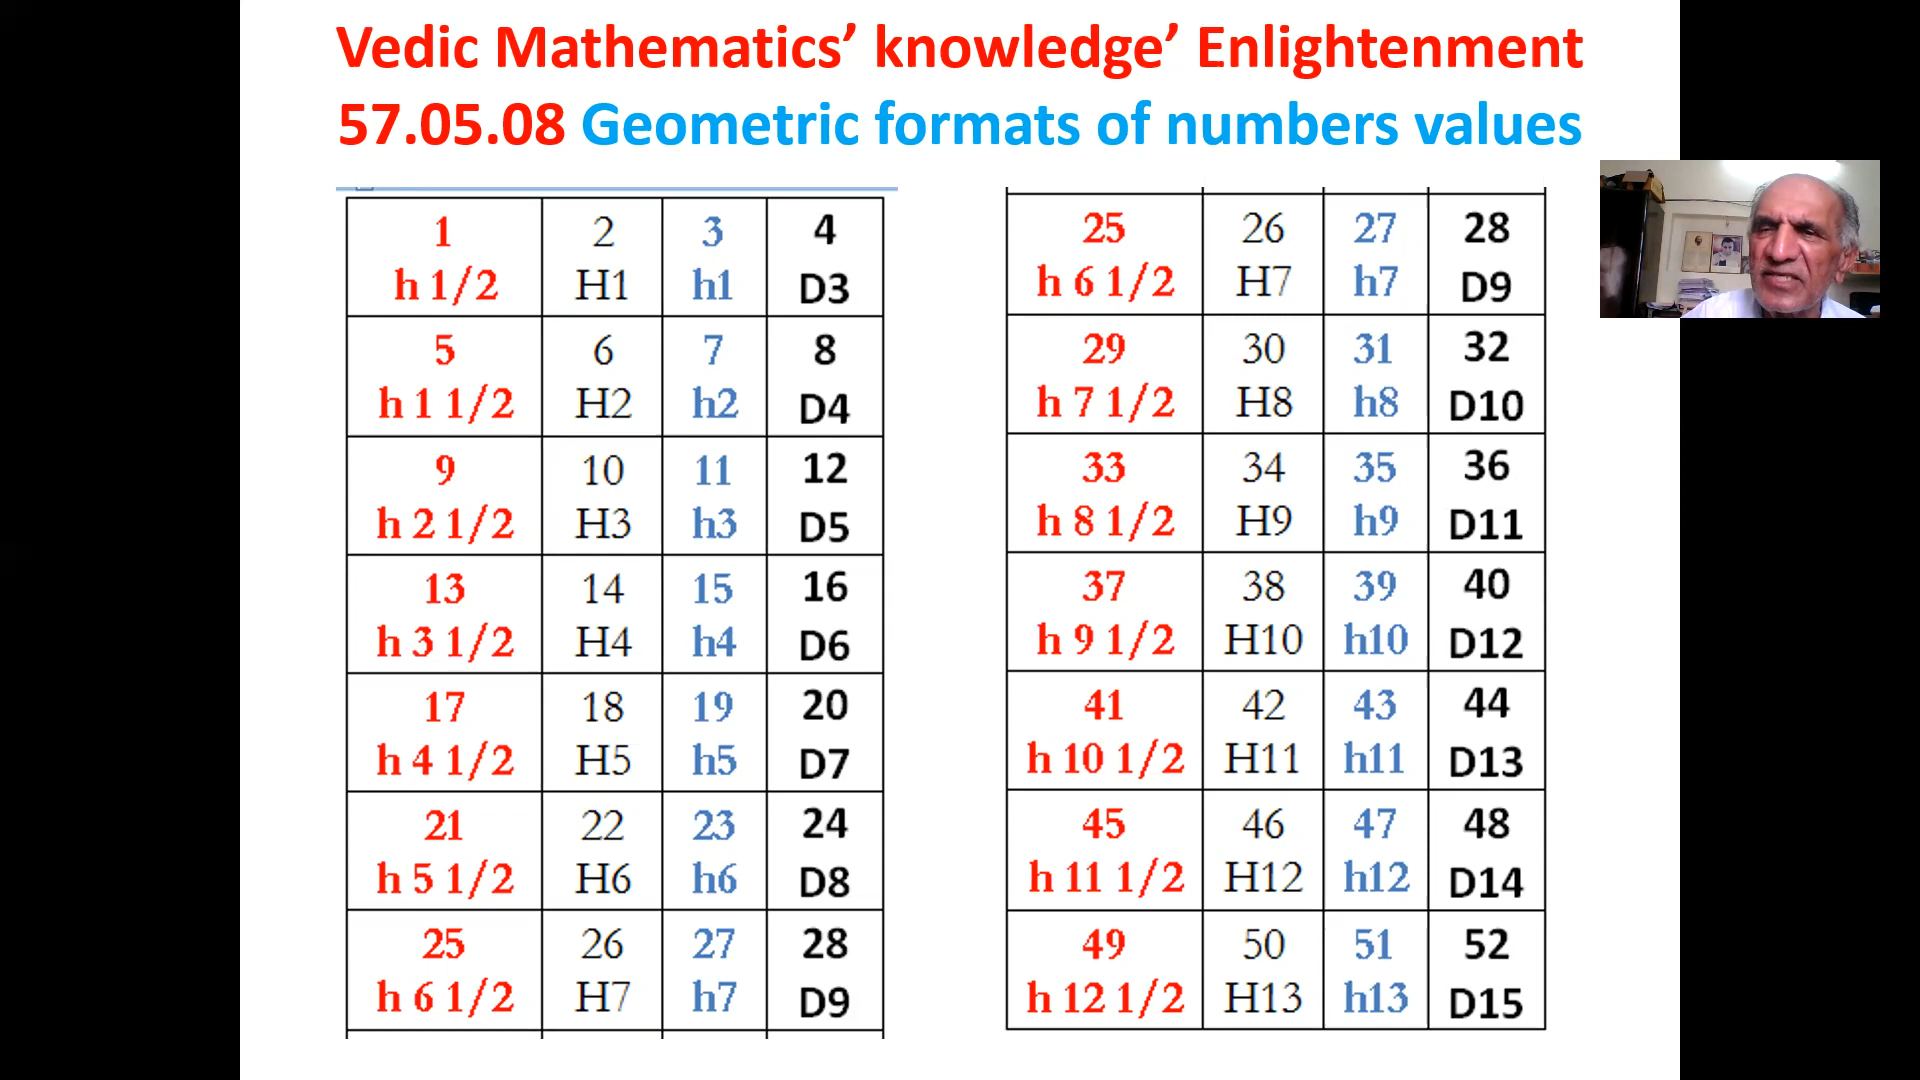 Vedic Mathematics’ knowledge’ Enlightenment
57.05.08 Geometric formats of numbers values
1 2 3 4
h 1/2 H1 h1 D3
5 6 7 8
h 1 1/2 H2 h2 D4
9 10 11 12
h 2 1/2 H3 h3 D5
13 14 15 16
h 3 1/2 H4 h4 D6
17 18 19 20
h 4 1/2 H5 h5 D7
21 22 23 24
h 5 1/2 H6 h6 D8
25 26 27 28
h 6 1/2 H7 h7 D9
25 26 27 28
h 6 1/2 H7 h7 D9
29 30 31 32
h 7 1/2 H8 h8 D10
33 34 35 36
h 8 1/2 H9 h9 D11
37 38 39 40
h 9 1/2 H10 h10 D12
41 42 43 44
h 10 1/2 H11 h11 D13
45 46 47 48
h 11 1/2 H12 h12 D14
49 50 51 52
h 12 1/2 H13 h13 D15